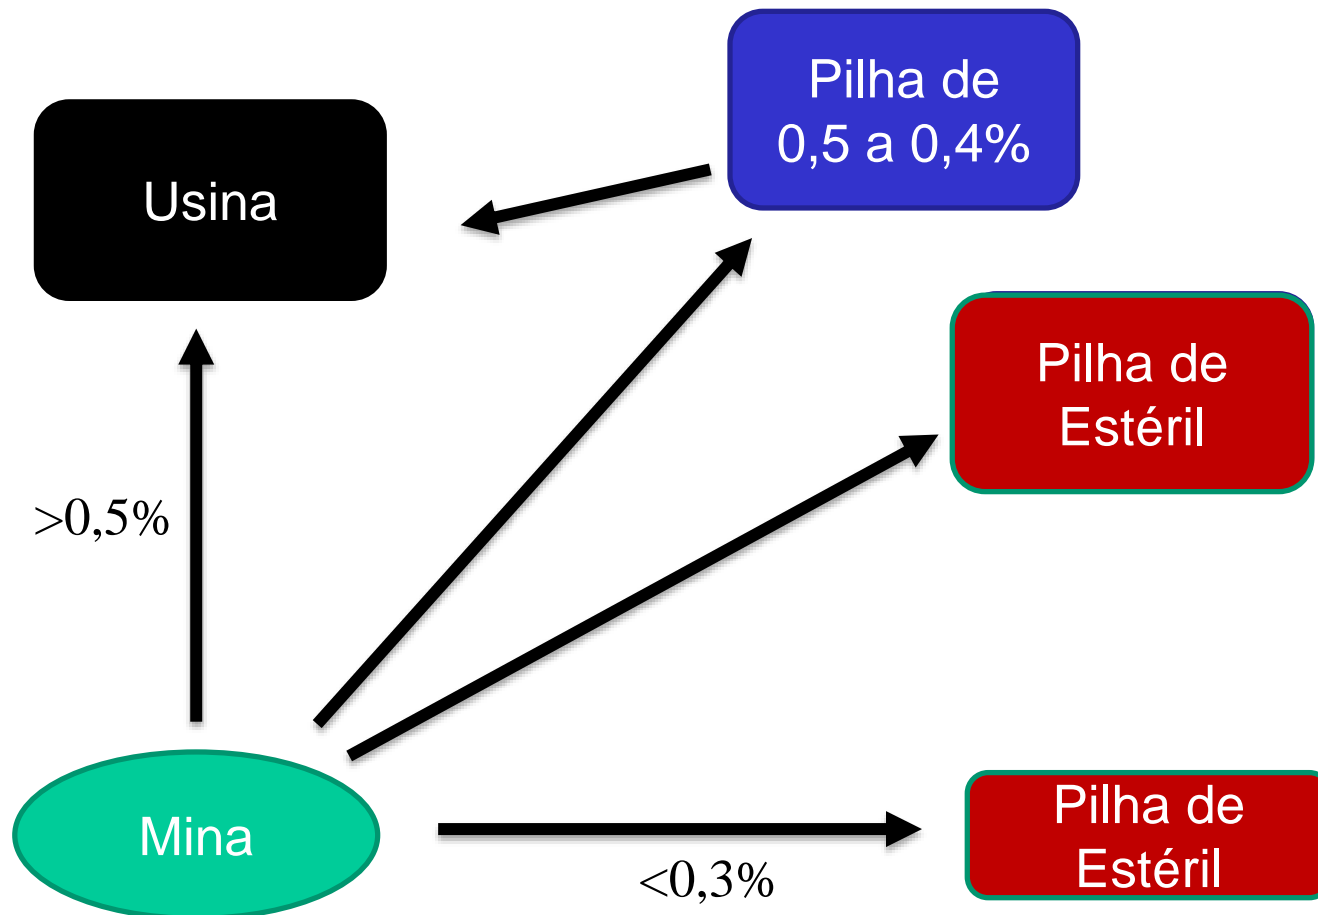 Pilha de
0,5 a 0,4%
Usina
Pilha de
Estéril
>0,5%
Mina
Pilha de
Estéril
<0,3%